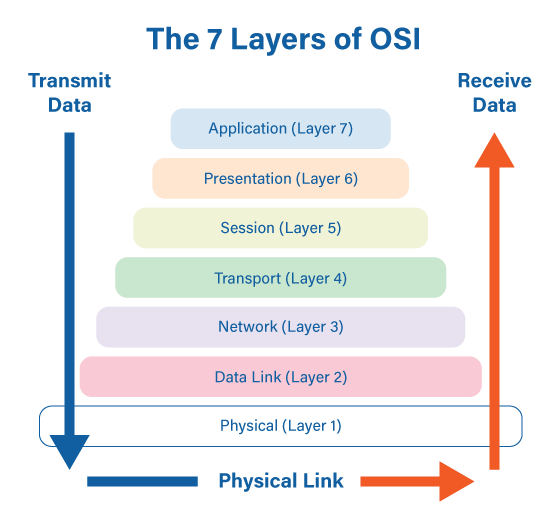 The 7 Layers of OSI
Transmit
Data
Receive
Data
Application (Layer 7)
Presentation (Layer 6)
Session (Layer 5)
Transport (Layer 4)
Network (Layer 3)
Data Link (Layer 2)
Physical (Layer 1)
Physical Link